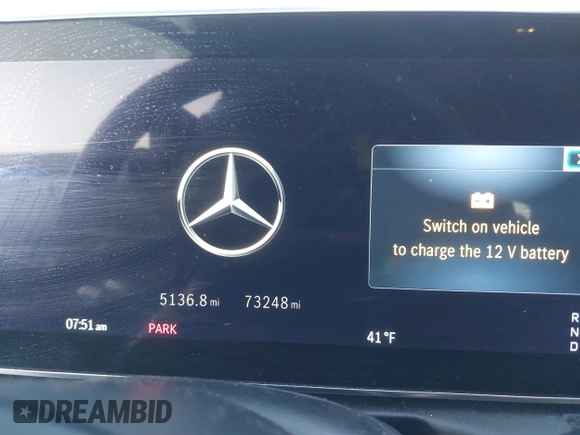 Switch on vehicle
to charge the 12 V battery
5136.8 mi 73248 mi
07:51 am PARK 41 °F
R
N
D
DREAMBID